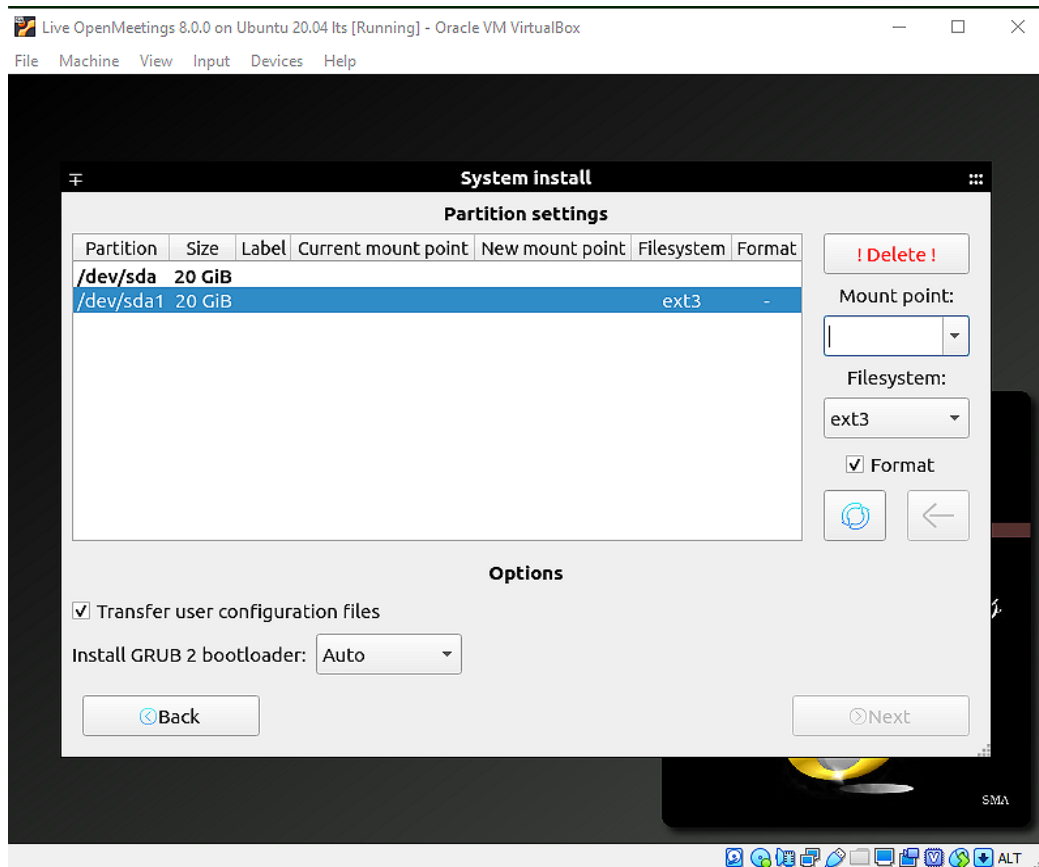 Live OpenMeetings 8.0.0 on Ubuntu 20.04 lts [Running] - Oracle VM VirtualBox
File Machine View Input Devices Help
System install
Partition settings
Partition Size Label Current mount point New mount point Filesystem Format
/dev/sda 20 GiB
/dev/sda1 20 GiB ext3 -
! Delete !
Mount point:
Filesystem:
ext3
Format
Options
Transfer user configuration files
Install GRUB 2 bootloader: Auto
Back
Next
SMA
ALT